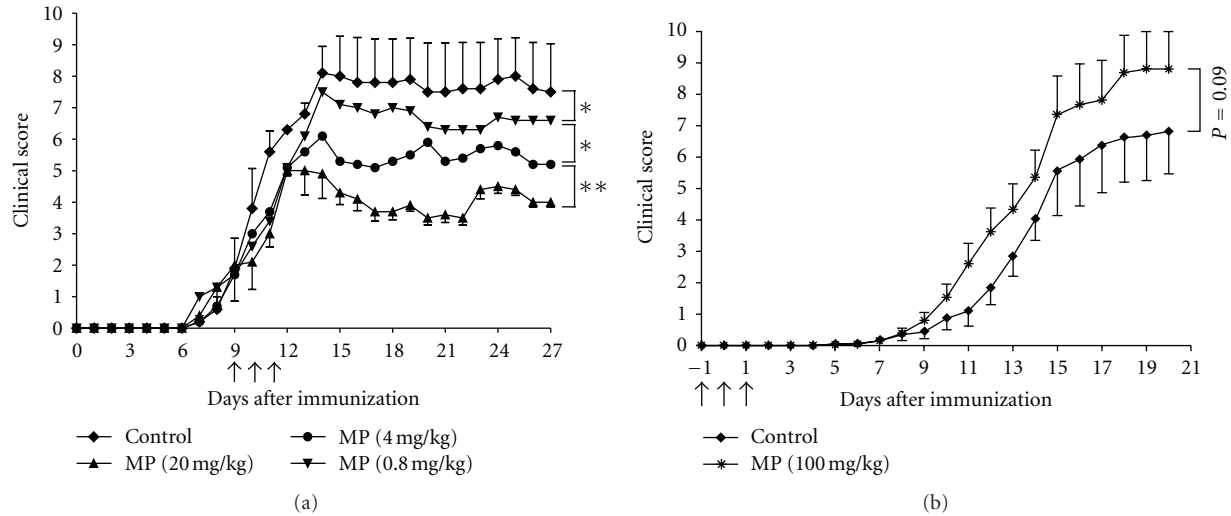 10
9
8
7
6
5
4
3
2
1
0
Clinical score
0 3 6 9 12 15 18 21 24 27
Days after immunization
*
*
**
Control
MP (20 mg/kg)
MP (4 mg/kg)
MP (0.8 mg/kg)
(a)
10
9
8
7
6
5
4
3
2
1
0
Clinical score
−1 1 3 5 7 9 11 13 15 17 19 21
Days after immunization
P = 0.09
Control
MP (100 mg/kg)
(b)